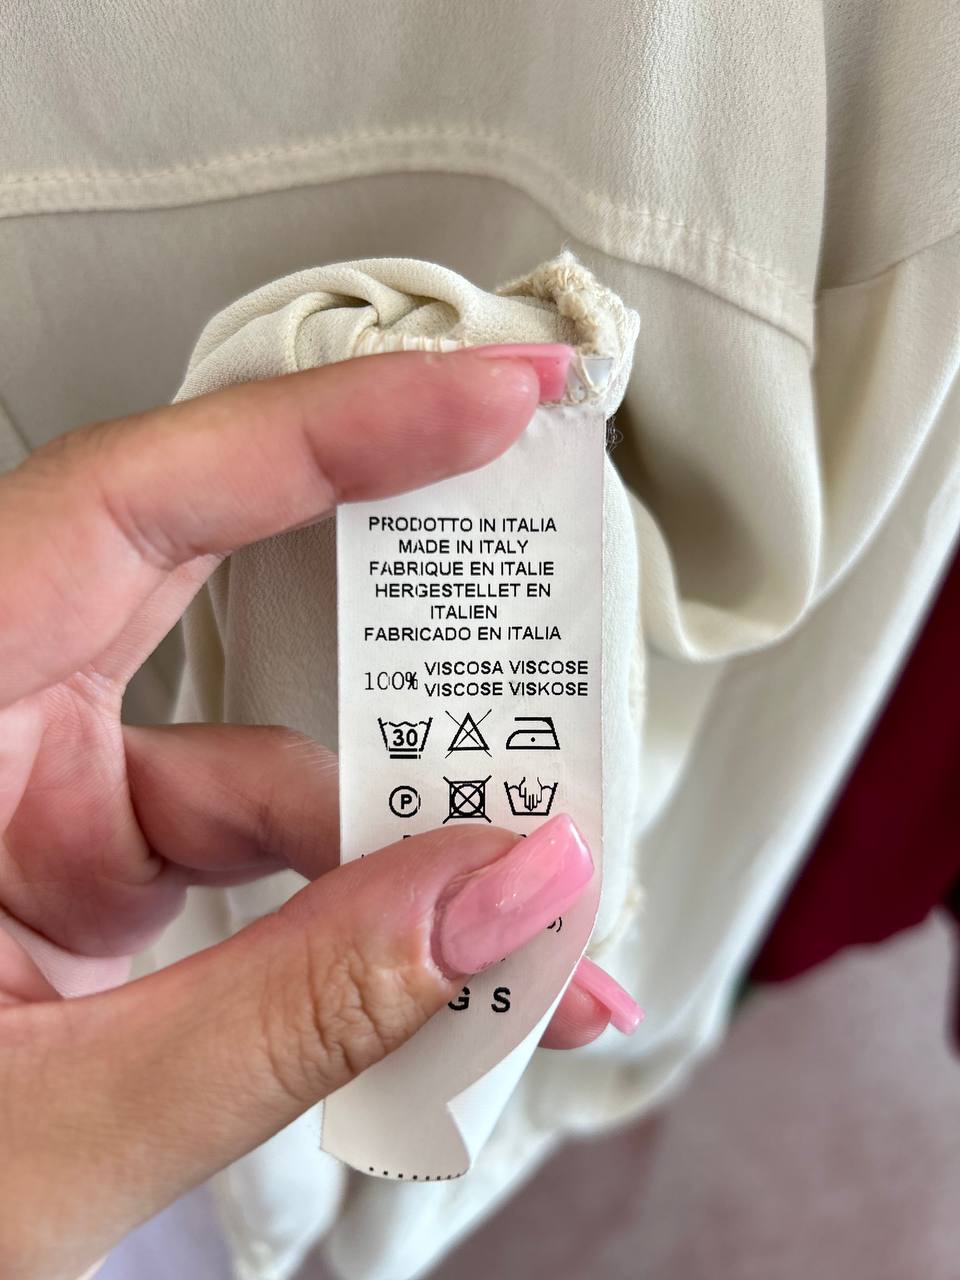 PRODOTTO IN ITALIA
MADE IN ITALY
FABRIQUE EN ITALIE
HERGESTELLET EN
ITALIEN
FABRICADO EN ITALIA
100% VISCOSA VISCOSE
VISCOSE VISKOSE
30
P
G S